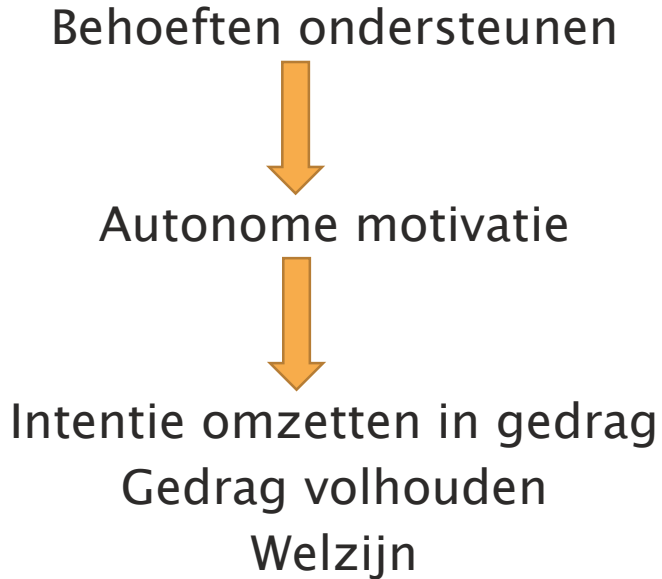 Behoeften ondersteunen
Autonome motivatie
Intentie omzetten in gedrag
Gedrag volhouden
Welzijn